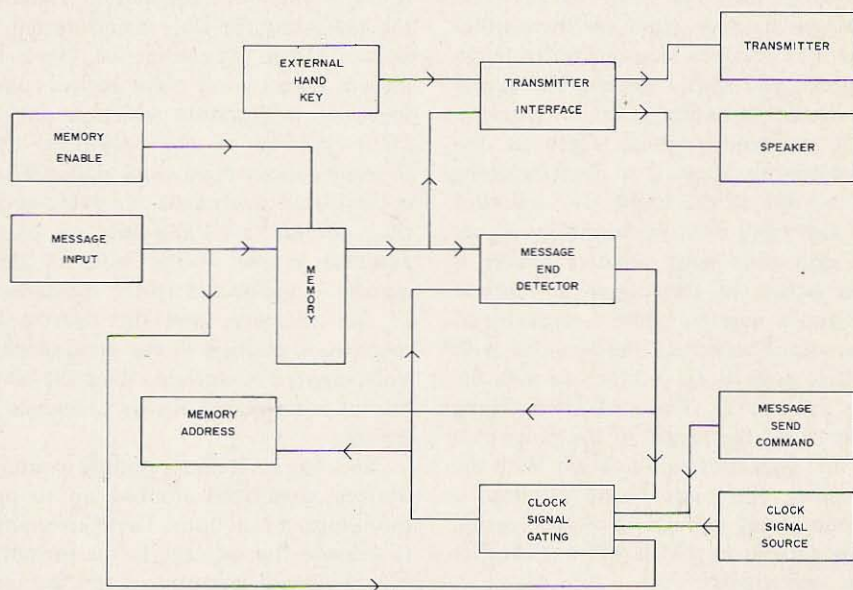 TRANSMITTER
EXTERNAL
HAND
KEY
TRANSMITTER
INTERFACE
MEMORY
ENABLE
SPEAKER
MESSAGE
INPUT
MEMORY
MESSAGE
END
DETECTOR
MEMORY
ADDRESS
MESSAGE
SEND
COMMAND
CLOCK
SIGNAL
GATING
CLOCK
SIGNAL
SOURCE